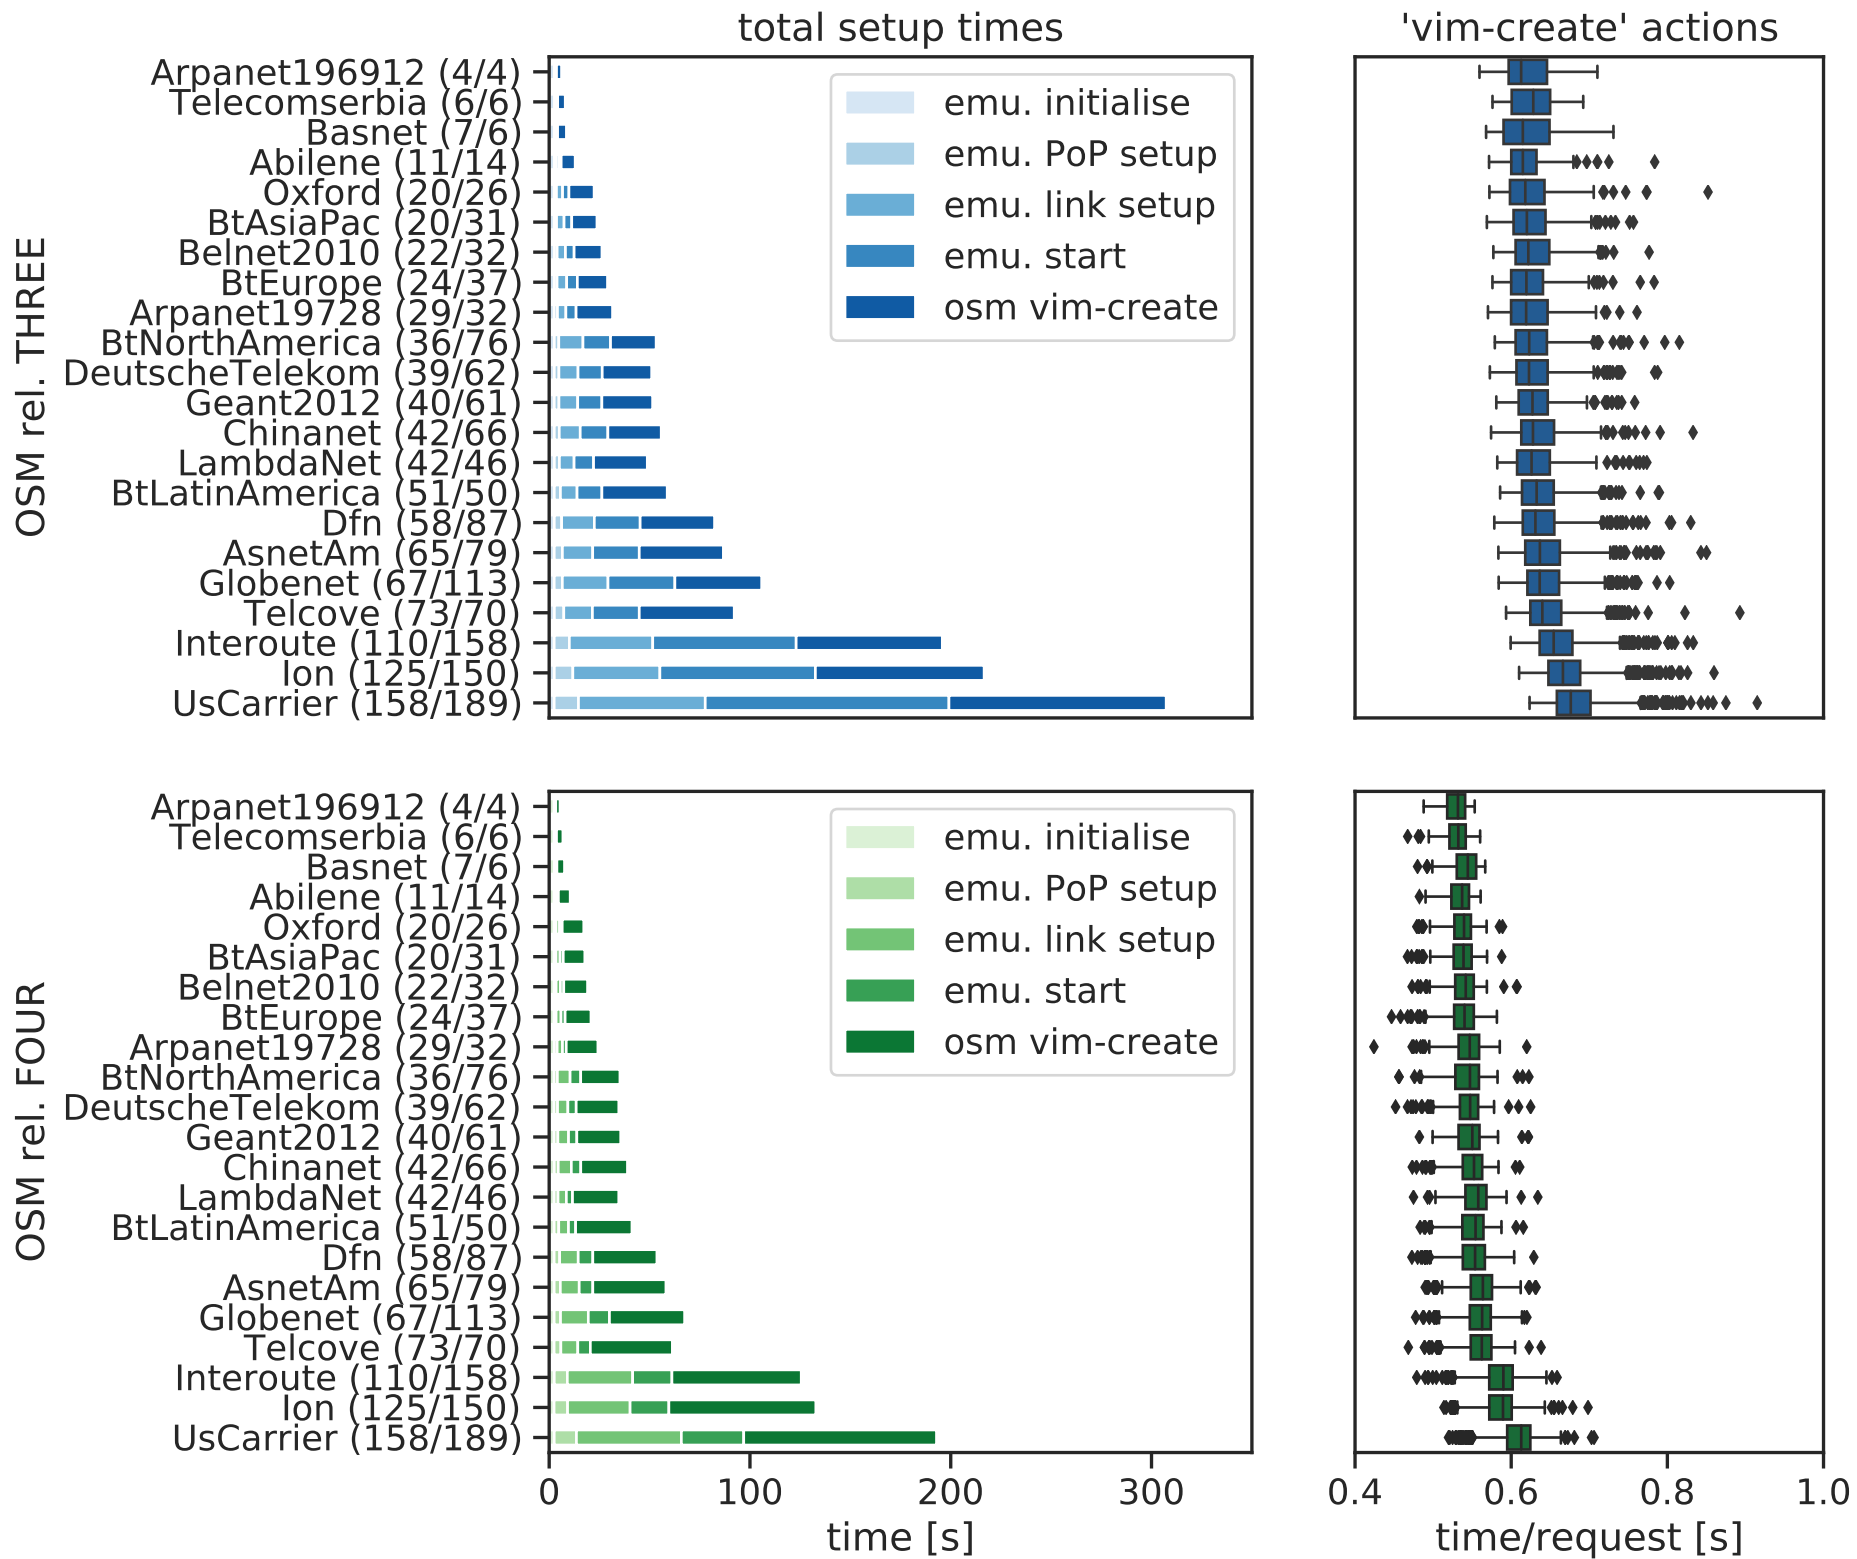 total setup times
'vim-create' actions
OSM rel. THREE
Arpanet196912 (4/4)
Telecomserbia (6/6)
Basnet (7/6)
Abilene (11/14)
Oxford (20/26)
BtAsiaPac (20/31)
Belnet2010 (22/32)
BtEurope (24/37)
Arpanet19728 (29/32)
BtNorthAmerica (36/76)
DeutscheTelekom (39/62)
Geant2012 (40/61)
Chinanet (42/66)
LambdaNet (42/46)
BtLatinAmerica (51/50)
Dfn (58/87)
AsnetAm (65/79)
Globenet (67/113)
Telcove (73/70)
Interoute (110/158)
Ion (125/150)
UsCarrier (158/189)
emu. initialise
emu. PoP setup
emu. link setup
emu. start
osm vim-create
OSM rel. FOUR
Arpanet196912 (4/4)
Telecomserbia (6/6)
Basnet (7/6)
Abilene (11/14)
Oxford (20/26)
BtAsiaPac (20/31)
Belnet2010 (22/32)
BtEurope (24/37)
Arpanet19728 (29/32)
BtNorthAmerica (36/76)
DeutscheTelekom (39/62)
Geant2012 (40/61)
Chinanet (42/66)
LambdaNet (42/46)
BtLatinAmerica (51/50)
Dfn (58/87)
AsnetAm (65/79)
Globenet (67/113)
Telcove (73/70)
Interoute (110/158)
Ion (125/150)
UsCarrier (158/189)
emu. initialise
emu. PoP setup
emu. link setup
emu. start
osm vim-create
0 100 200 300
time [s]
0.4 0.6 0.8 1.0
time/request [s]